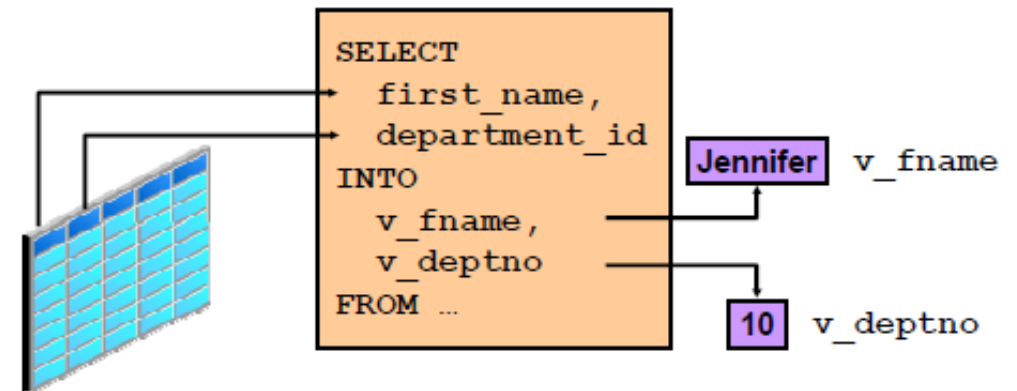 SELECT
first_name,
department_id
INTO
v_fname,
v_deptno
FROM …
Jennifer v_fname
10 v_deptno